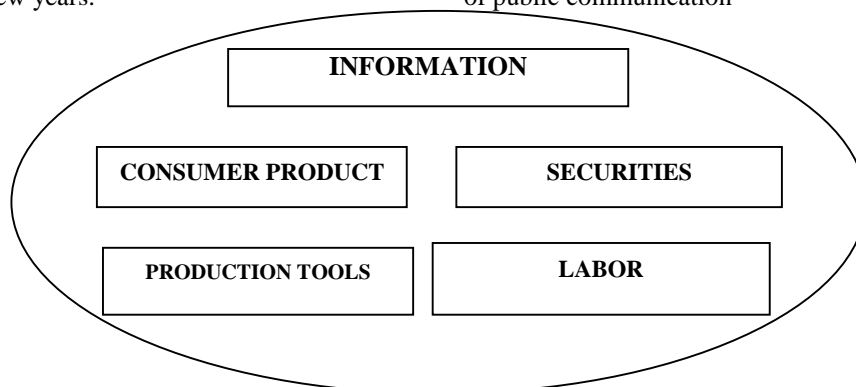 ew years.
of public communication
INFORMATION
CONSUMER PRODUCT
SECURITIES
PRODUCTION TOOLS
LABOR